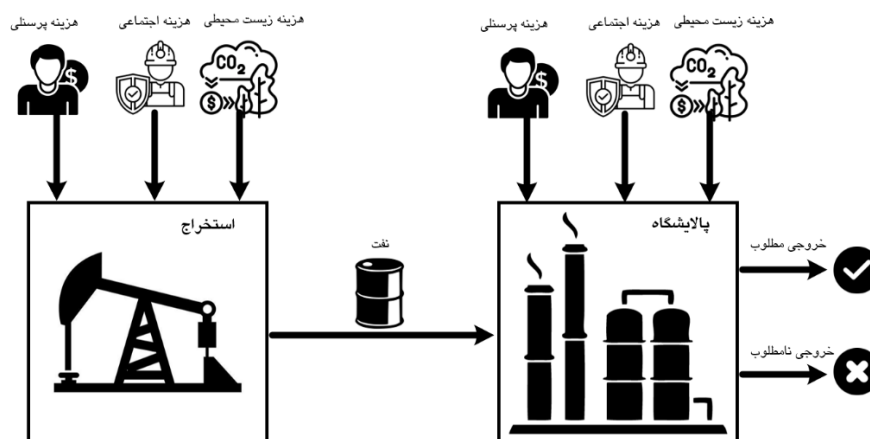 هزینه پرسنلی
هزینه اجتماعی
هزینه زیست محیطی
CO2
$
$
هزینه پرسنلی
هزینه اجتماعی
هزینه زیست محیطی
CO2
$
$
استخراج
نفت
پالایشگاه
خروجی مطلوب
خروجی نامطلوب